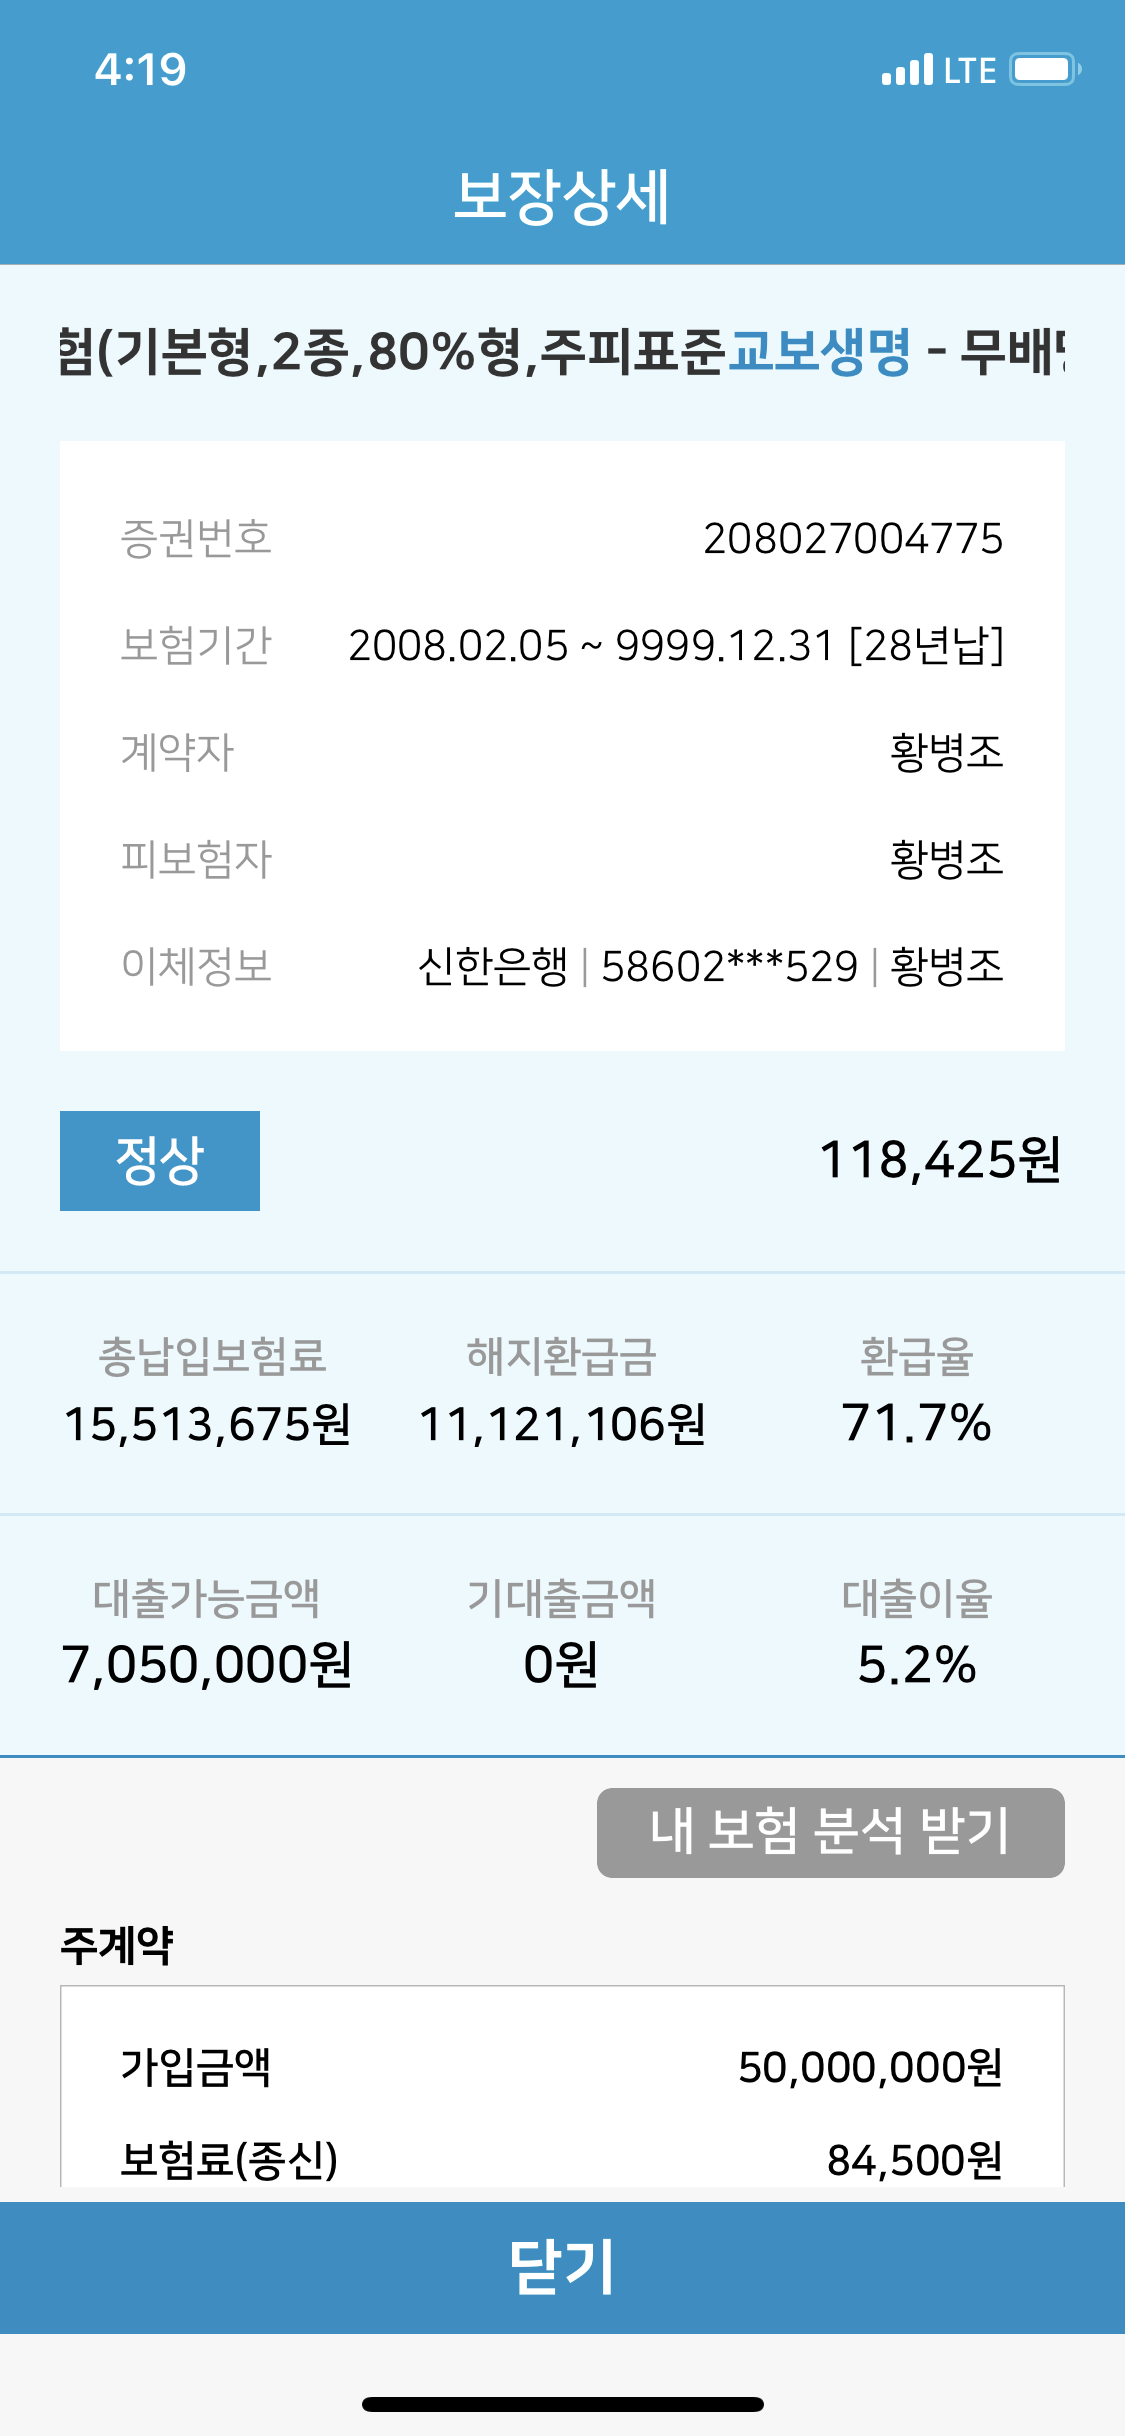 4:19 LTE
보장상세
험(기본형,2종,80%형,주피표준교보생명 - 무배
증권번호 208027004775
보험기간 2008.02.05 ~ 9999.12.31 [28년납]
계약자 황병조
피보험자 황병조
이체정보 신한은행 | 58602***529 | 황병조
정상 118,425원
총납입보험료 해지환급금 환급율
15,513,675원 11,121,106원 71.7%
대출가능금액 기대출금액 대출이율
7,050,000원 0원 5.2%
내 보험 분석 받기
주계약
가입금액 50,000,000원
보험료(종신) 84,500원
닫기